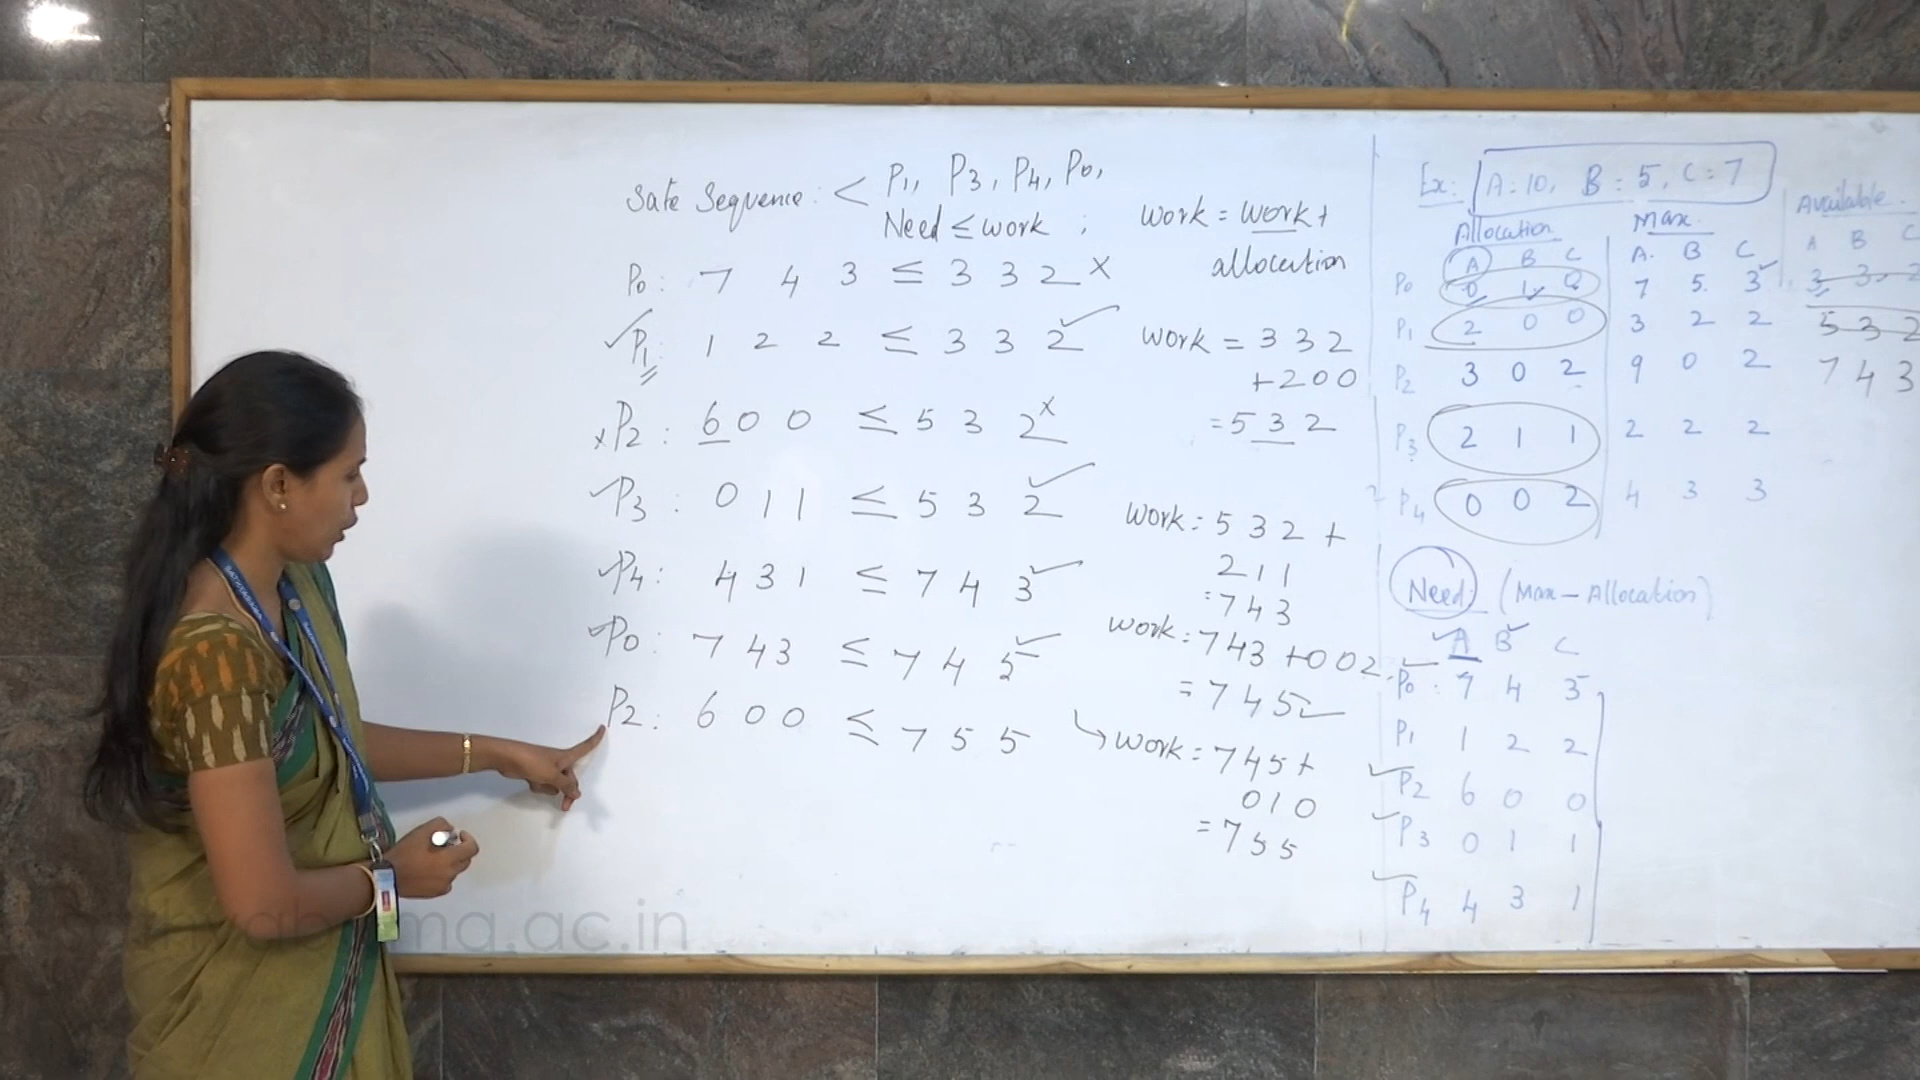 Safe Sequence: < P1, P3, P4, P0,
Need ≤ work ; work = work +
allocation
P0: 7 4 3 ≤ 3 3 2 x
P1: 1 2 2 ≤ 3 3 2 ✓
work = 3 3 2
+ 2 0 0
= 5 3 2
x P2: 6 0 0 ≤ 5 3 2 x
✓ P3: 0 1 1 ≤ 5 3 2 ✓
work: 5 3 2 +
2 1 1
= 7 4 3
✓ P4: 4 3 1 ≤ 7 4 3 ✓
work: 7 4 3 + 0 0 2
= 7 4 5 ✓
✓ P0: 7 4 3 ≤ 7 4 5 ✓
P2: 6 0 0 ≤ 7 5 5
↳ work = 7 4 5 +
0 1 0
= 7 5 5
Ex: A = 10, B = 5, C = 7
Allocation Max Available
A B C A B C A B C
P0 0 1 0 7 5 3 3 3 2
P1 2 0 0 3 2 2 5 3 2
P2 3 0 2 9 0 2 7 4 3
P3 2 1 1 2 2 2
P4 0 0 2 4 3 3
Need: (Max - Allocation)
A B C
P0: 7 4 3
P1 1 2 2
P2 6 0 0
P3 0 1 1
P4 4 3 1
SATHYABAMA
ma.ac.in